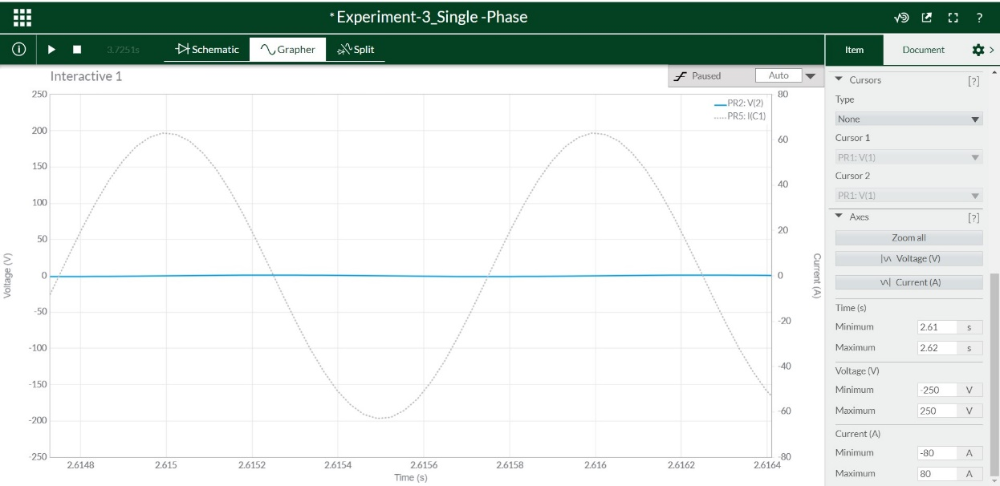 *Experiment-3_Single -Phase
?
3.7251s
Schematic
Grapher
Split
Item
Document
Interactive 1
Paused
Auto
PR2: V(2)
PR5: I(C1)
250
200
150
100
50
0
-50
-100
-150
-200
-250
Voltage (V)
80
60
40
20
0
-20
-40
-60
-80
Current (A)
2.6148
2.615
2.6152
2.6154
2.6156
2.6158
2.616
2.6162
2.6164
Time (s)
Cursors [?]
Type
None
Cursor 1
PR1: V(1)
Cursor 2
PR1: V(1)
Axes [?]
Zoom all
Voltage (V)
Current (A)
Time (s)
Minimum 2.61 s
Maximum 2.62 s
Voltage (V)
Minimum -250 V
Maximum 250 V
Current (A)
Minimum -80 A
Maximum 80 A